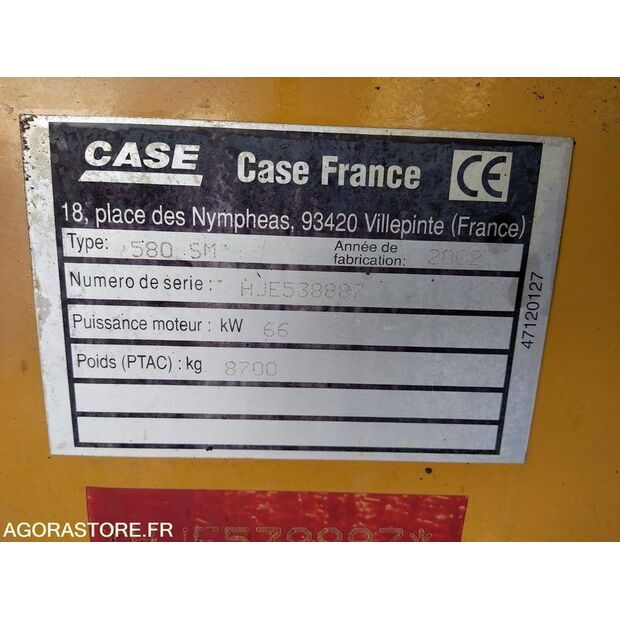 CASE Case France CE
18, place des Nympheas, 93420 Villepinte (France)
Type: 580 SM Année de fabrication: 2002
Numero de serie : HJE538887
Puissance moteur : kW 66
Poids (PTAC) : kg 8700
47120127
AGORASTORE.FR